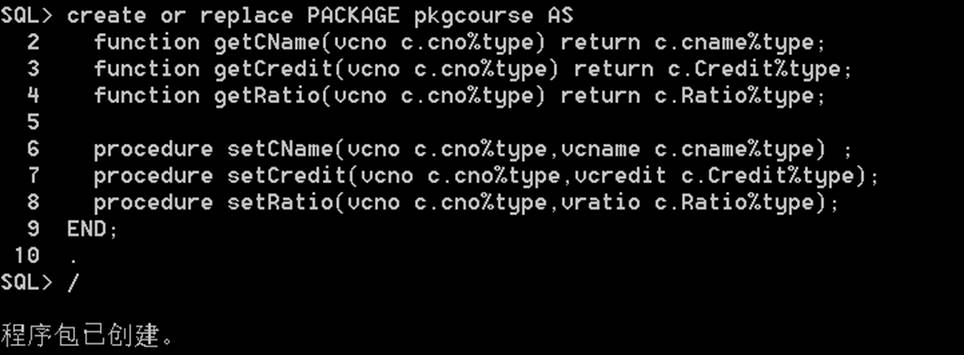 SQL> create or replace PACKAGE pkgcourse AS
2 function getCName(vcno c.cno%type) return c.cname%type;
3 function getCredit(vcno c.cno%type) return c.Credit%type;
4 function getRatio(vcno c.cno%type) return c.Ratio%type;
5
6 procedure setCName(vcno c.cno%type,vcname c.cname%type) ;
7 procedure setCredit(vcno c.cno%type,vcredit c.Credit%type);
8 procedure setRatio(vcno c.cno%type,vratio c.Ratio%type);
9 END;
10 .
SQL> /
程序包已创建。